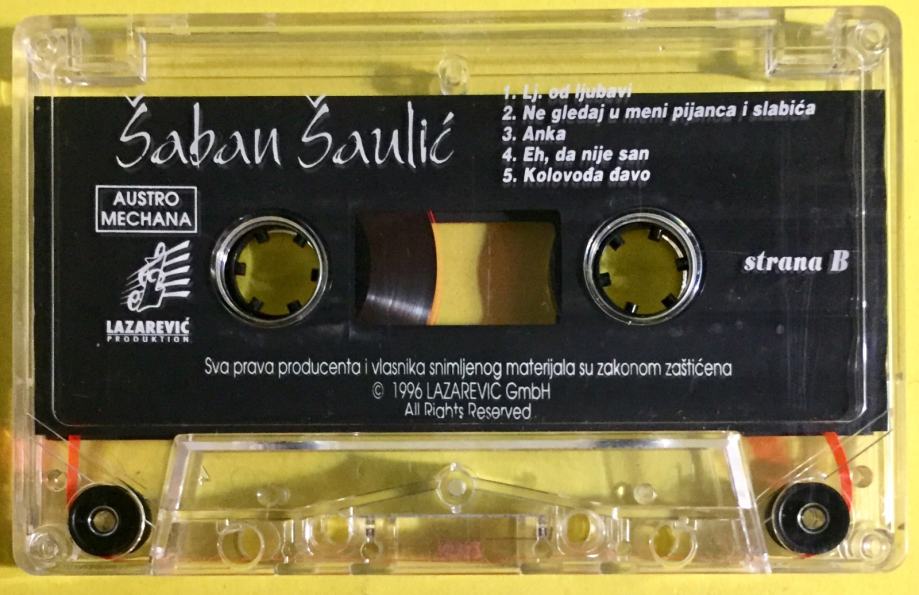 Šaban Šaulić
1. Lj. od ljubavi
2. Ne gledaj u meni pijanca i slabića
3. Anka
4. Eh, da nije san
5. Kolovođa đavo
AUSTRO
MECHANA
LAZAREVIĆ
PRODUKTION
strana B
Sva prava producenta i vlasnika snimljenog materijala su zakonom zaštićena
© 1996 LAZAREVIĆ GmbH
All Rights Reserved